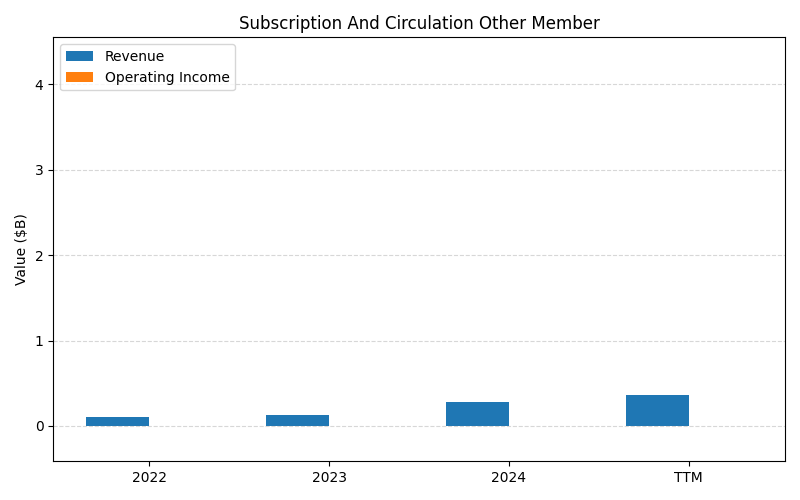 Subscription And Circulation Other Member
Revenue
Operating Income
Value ($B)
4
3
2
1
0
2022
2023
2024
TTM